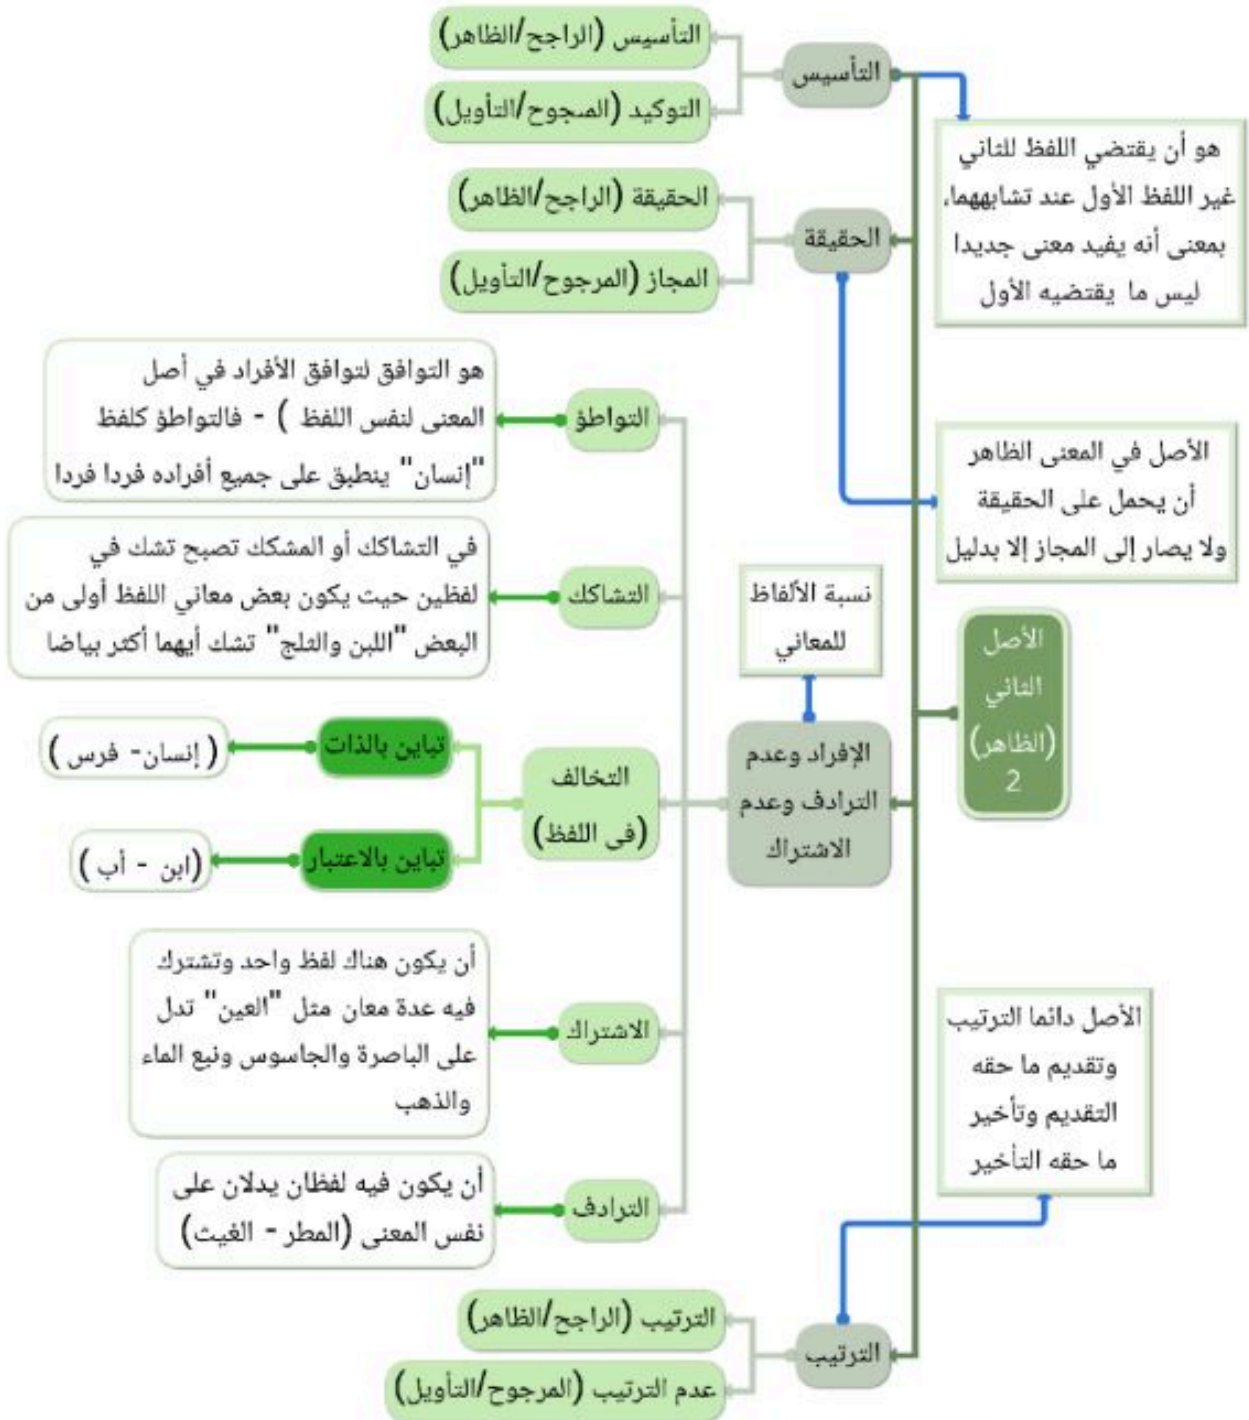 الأصل
الثاني
(الظاهر)
2
التأسيس
هو أن يقتضي اللفظ للثاني
غير اللفظ الأول عند تشابههما،
بمعنى أنه يفيد معنى جديدا
ليس ما يقتضيه الأول
التأسيس (الراجح/الظاهر)
التوكيد (المجوح/التأويل)
الحقيقة
الأصل في المعنى الظاهر
أن يحمل على الحقيقة
ولا يصار إلى المجاز إلا بدليل
الحقيقة (الراجح/الظاهر)
المجاز (المرجوح/التأويل)
الإفراد وعدم
الترادف وعدم
الاشتراك
نسبة الألفاظ
للمعاني
التواطؤ
هو التوافق لتوافق الأفراد في أصل
المعنى لنفس اللفظ ) - فالتواطؤ كلفظ
"إنسان" ينطبق على جميع أفراده فردا فردا
التشاكك
في التشاكك أو المشكك تصبح تشك في
لفظين حيت يكون بعض معاني اللفظ أولى من
البعض "اللبن والثلج" تشك أيهما أكثر بياضا
التخالف
(في اللفظ)
تباين بالذات
( إنسان- فرس )
تباين بالاعتبار
(ابن - أب )
الاشتراك
أن يكون هناك لفظ واحد وتشترك
فيه عدة معان مثل "العين" تدل
على الباصرة والجاسوس ونبع الماء
والذهب
الترادف
أن يكون فيه لفظان يدلان على
نفس المعنى (المطر - الغيث)
الترتيب
الأصل دائما الترتيب
وتقديم ما حقه
التقديم وتأخير
ما حقه التأخير
الترتيب (الراجح/الظاهر)
عدم الترتيب (المرجوح/التأويل)